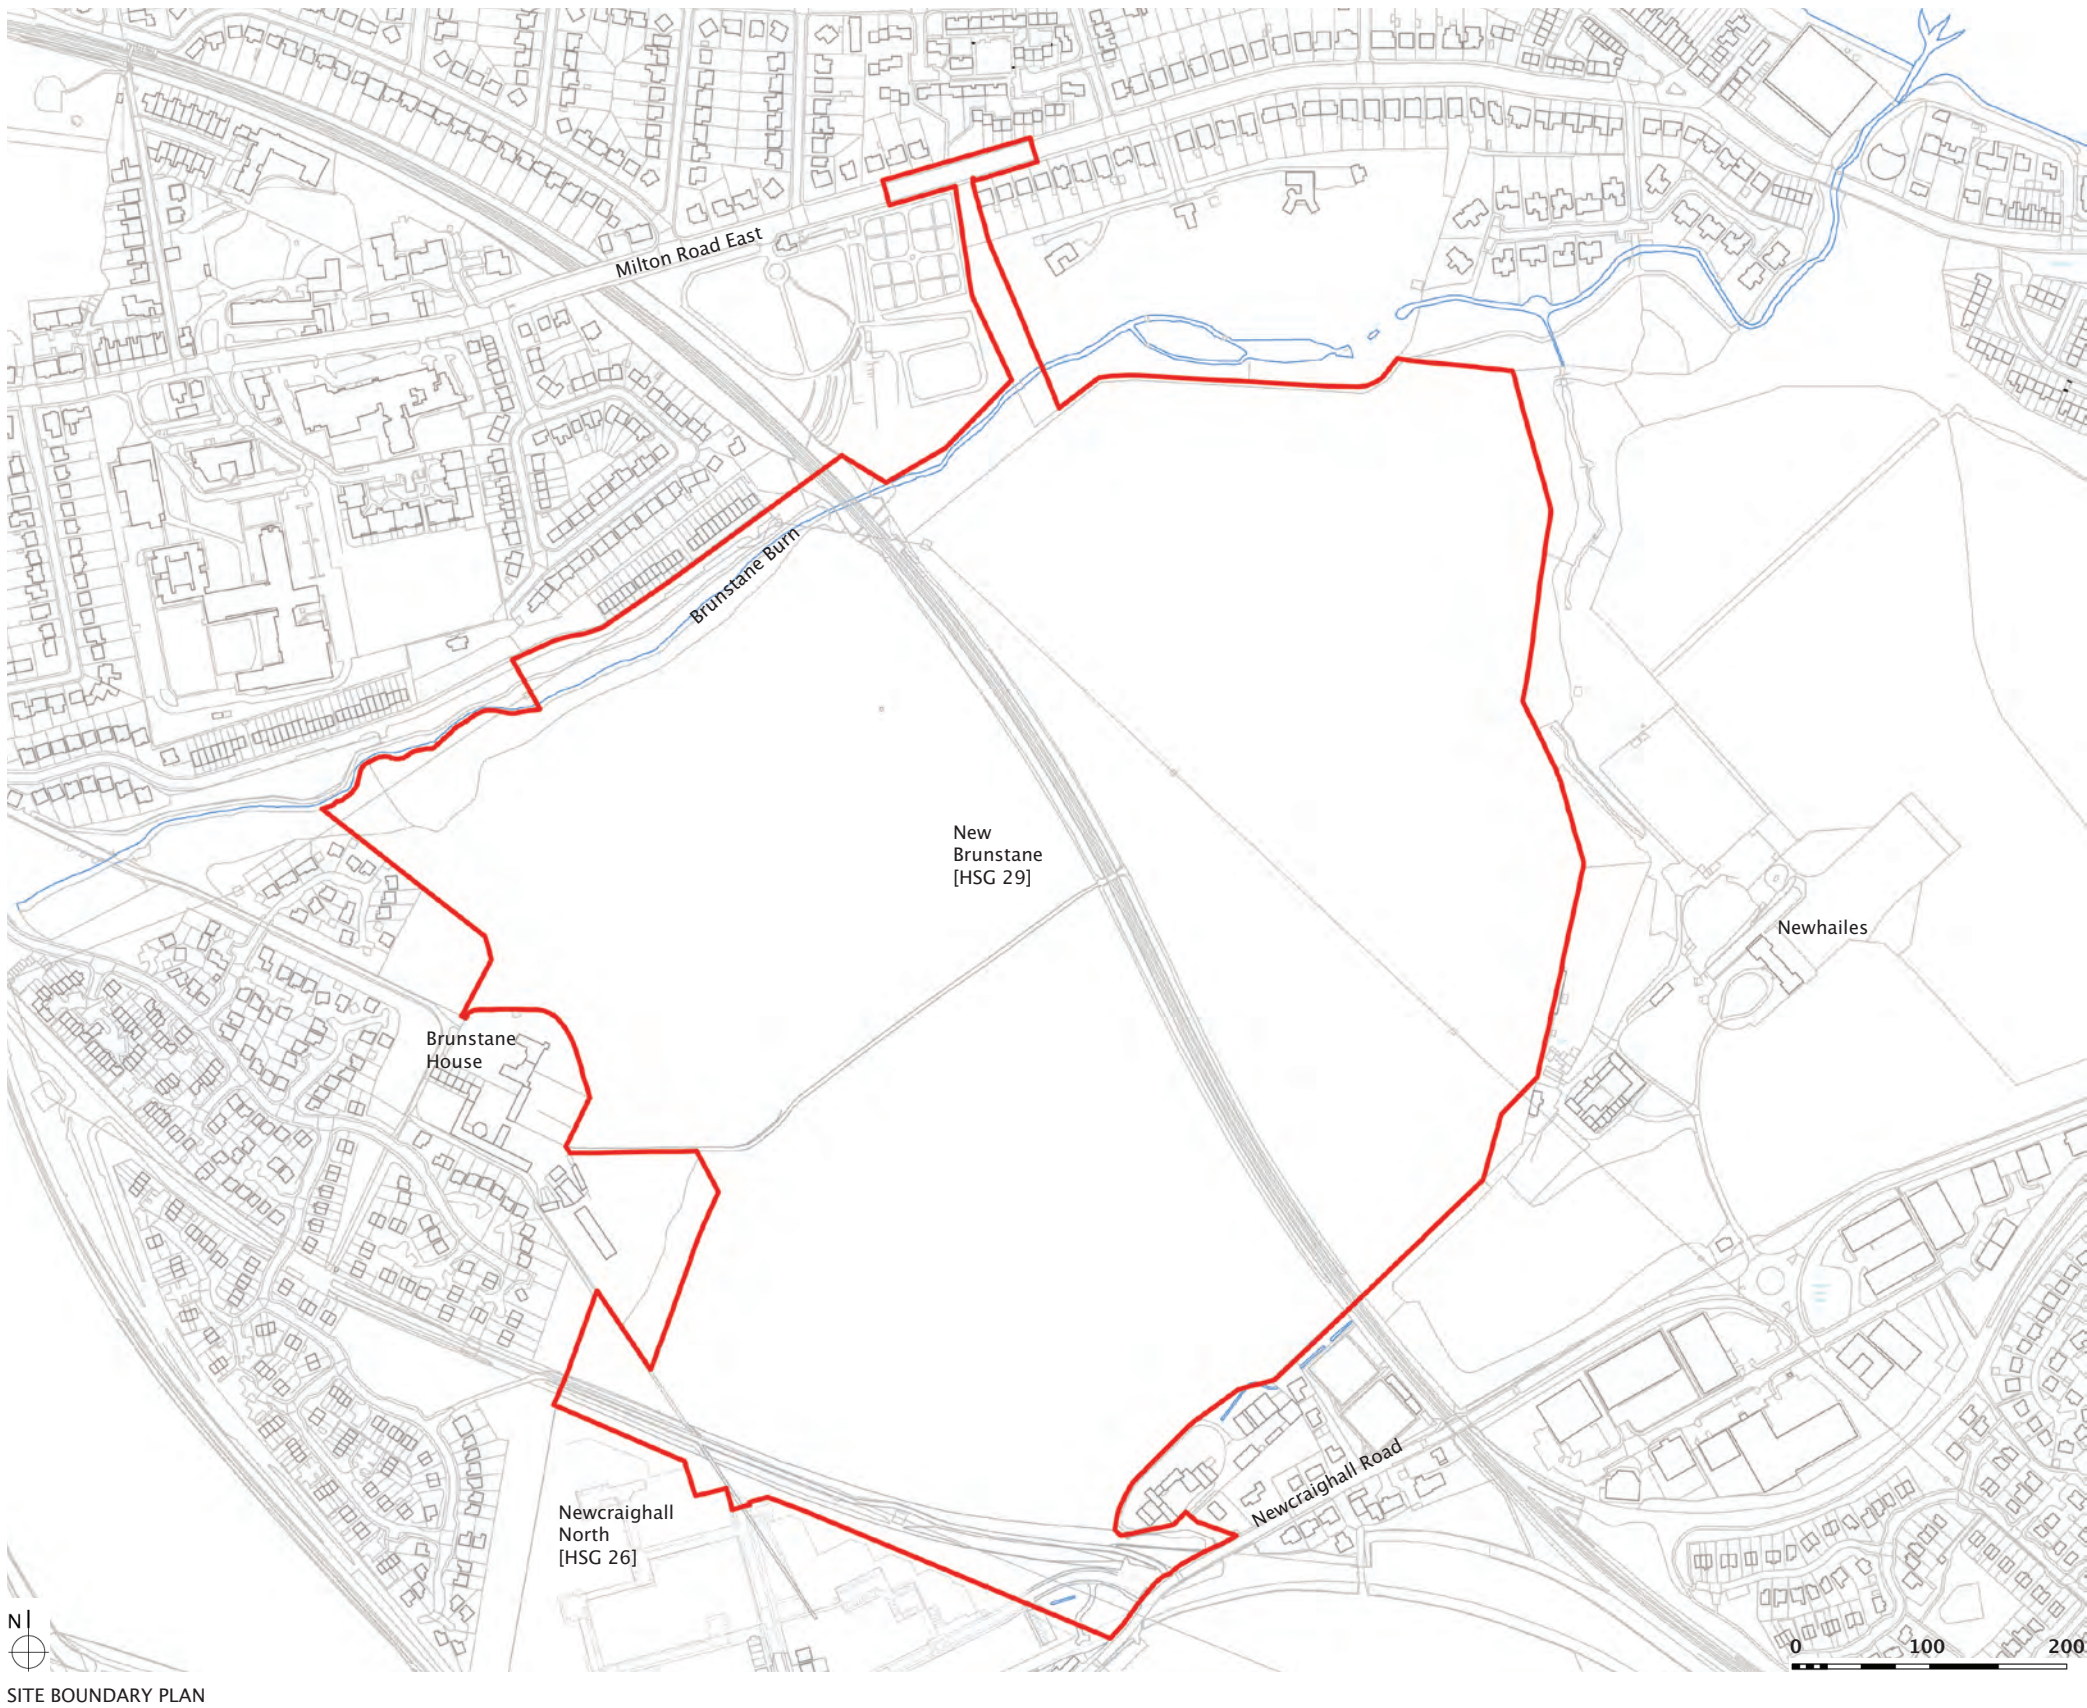 Milton Road East
Brunstane Burn
New
Brunstane
[HSG 29]
Newhailes
Brunstane
House
Newcraighall Road
Newcraighall
North
[HSG 26]
N
0 100 200
SITE BOUNDARY PLAN